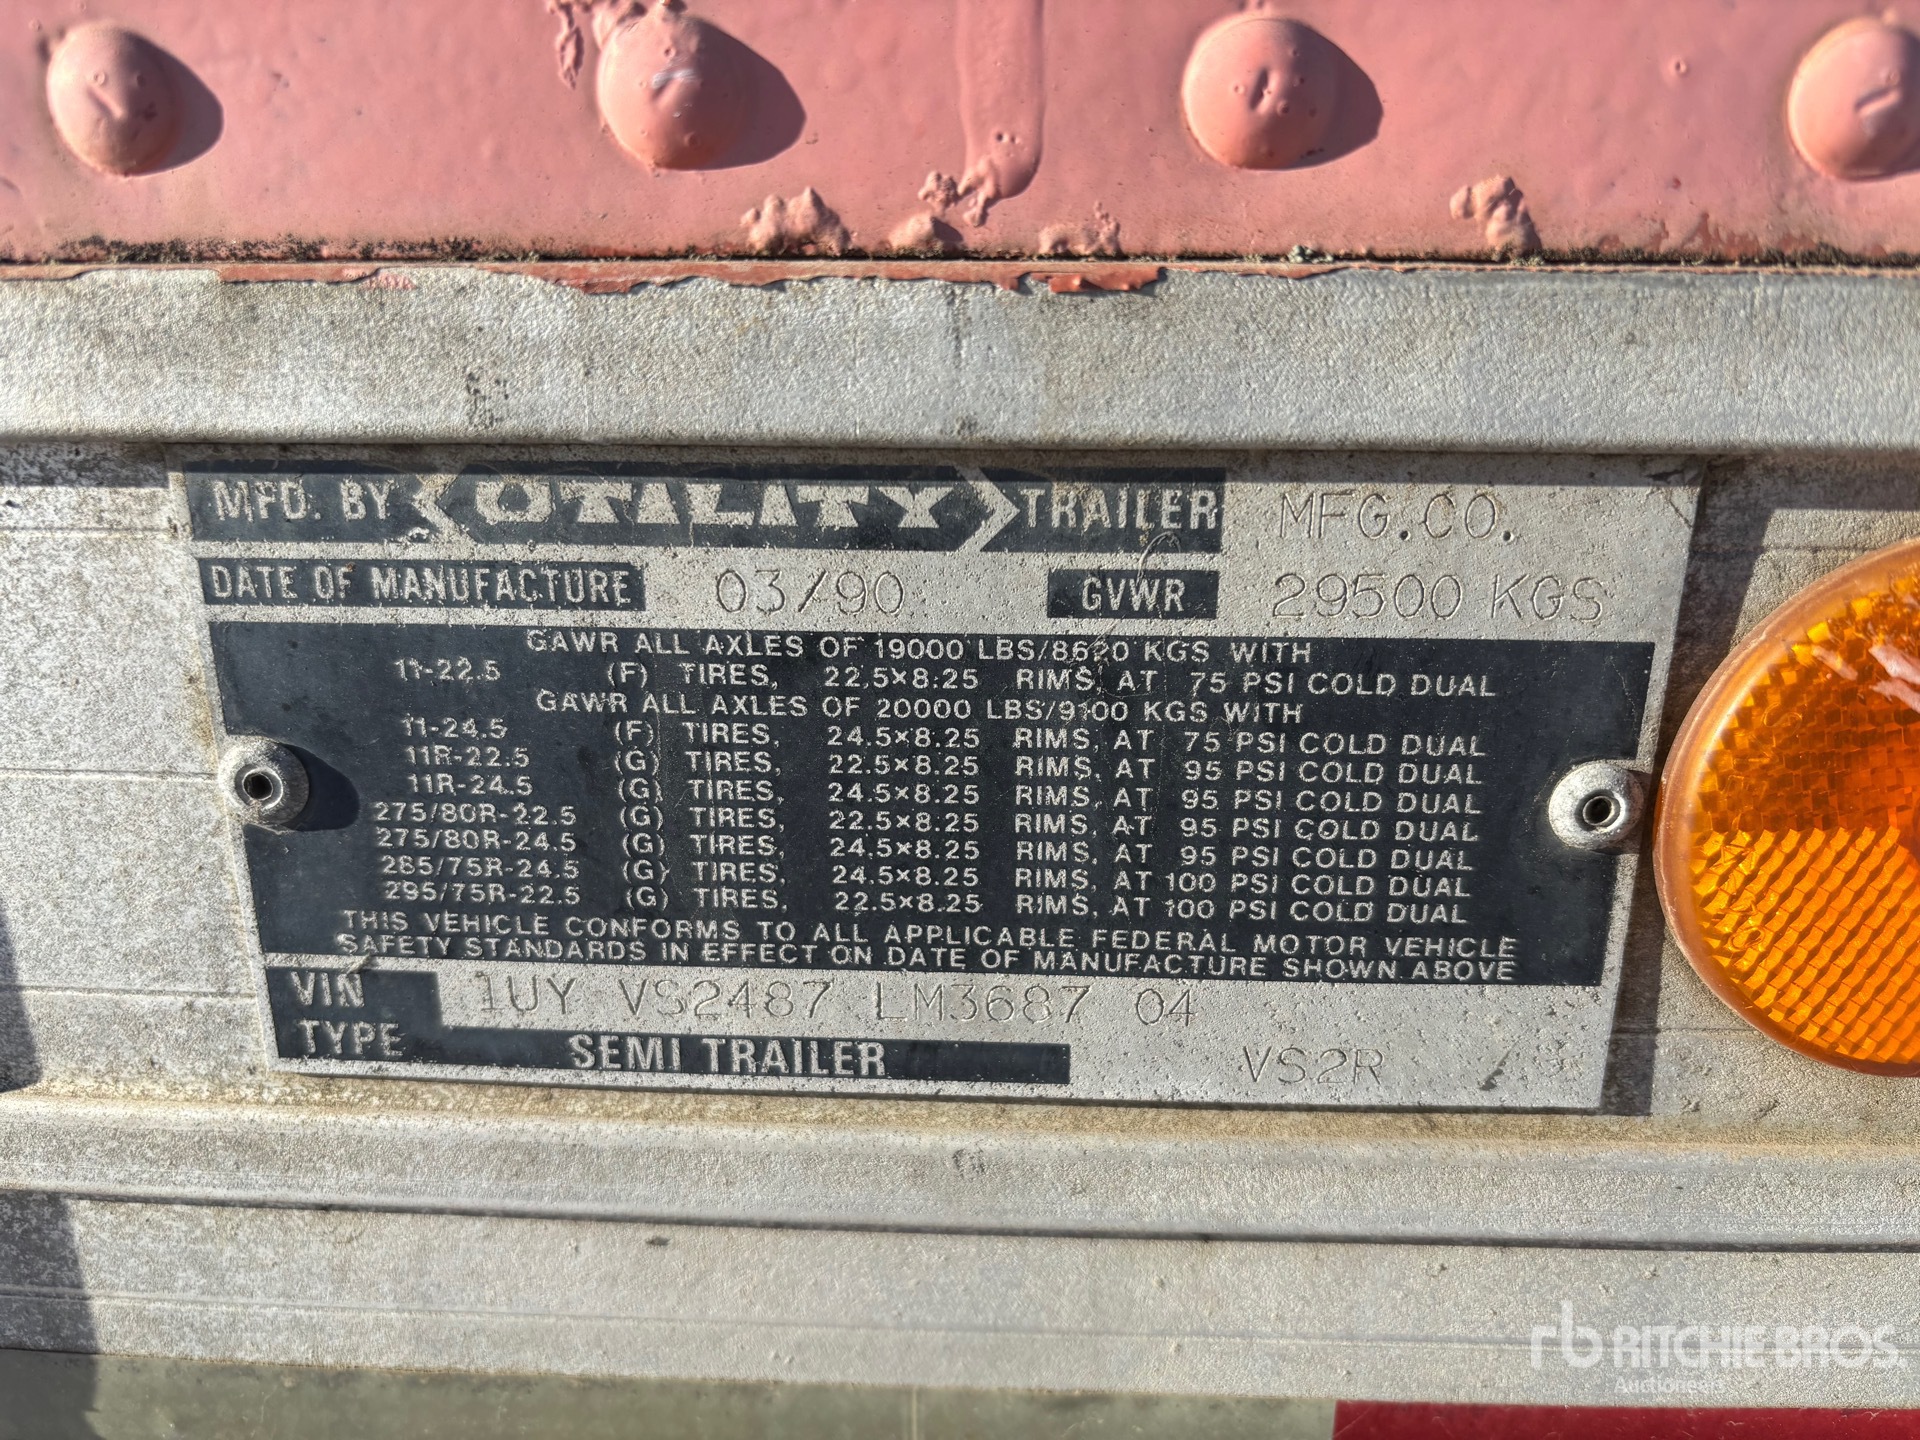 MFD. BY UTILITY TRAILER MFG.CO.
DATE OF MANUFACTURE 03/90 GVWR 29500 KGS
GAWR ALL AXLES OF 19000 LBS/8620 KGS WITH
11-22.5 (F) TIRES, 22.5×8.25 RIMS, AT 75 PSI COLD DUAL
GAWR ALL AXLES OF 20000 LBS/9100 KGS WITH
11-24.5 (F) TIRES, 24.5×8.25 RIMS, AT 75 PSI COLD DUAL
11R-22.5 (G) TIRES, 22.5×8.25 RIMS, AT 95 PSI COLD DUAL
11R-24.5 (G) TIRES, 24.5×8.25 RIMS, AT 95 PSI COLD DUAL
275/80R-22.5 (G) TIRES, 22.5×8.25 RIMS, AT 95 PSI COLD DUAL
275/80R-24.5 (G) TIRES, 24.5×8.25 RIMS, AT 95 PSI COLD DUAL
285/75R-24.5 (G) TIRES, 24.5×8.25 RIMS, AT 100 PSI COLD DUAL
295/75R-22.5 (G) TIRES, 22.5×8.25 RIMS, AT 100 PSI COLD DUAL
THIS VEHICLE CONFORMS TO ALL APPLICABLE FEDERAL MOTOR VEHICLE
SAFETY STANDARDS IN EFFECT ON DATE OF MANUFACTURE SHOWN ABOVE
VIN 1UY VS2487 LM3687 04
TYPE SEMI TRAILER VS2R
rb RITCHIE BROS.
Auctioneers